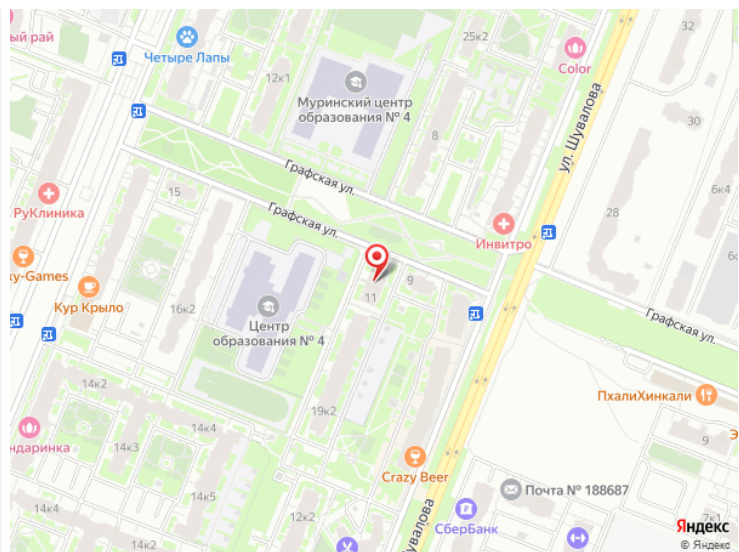 ый рай
Четыре Лапы
12к1
25к2
Color
32
Муринский центр
образования № 4
8
ул. Шувалова
30
Графская ул.
15
6к4
РуКлиника
28
Графская ул.
Инвитро
xy-Games
9
11
Кур Крыло
16к2
Центр
образования № 4
Графская ул.
14к2
19к2
ПхалиХинкали
14к4
ндаринка
14к3
9
Crazy Beer
14к5
Почта № 188687
12к2
СберБанк
Шувалова
7к1
14к2
Яндекс
© Яндекс